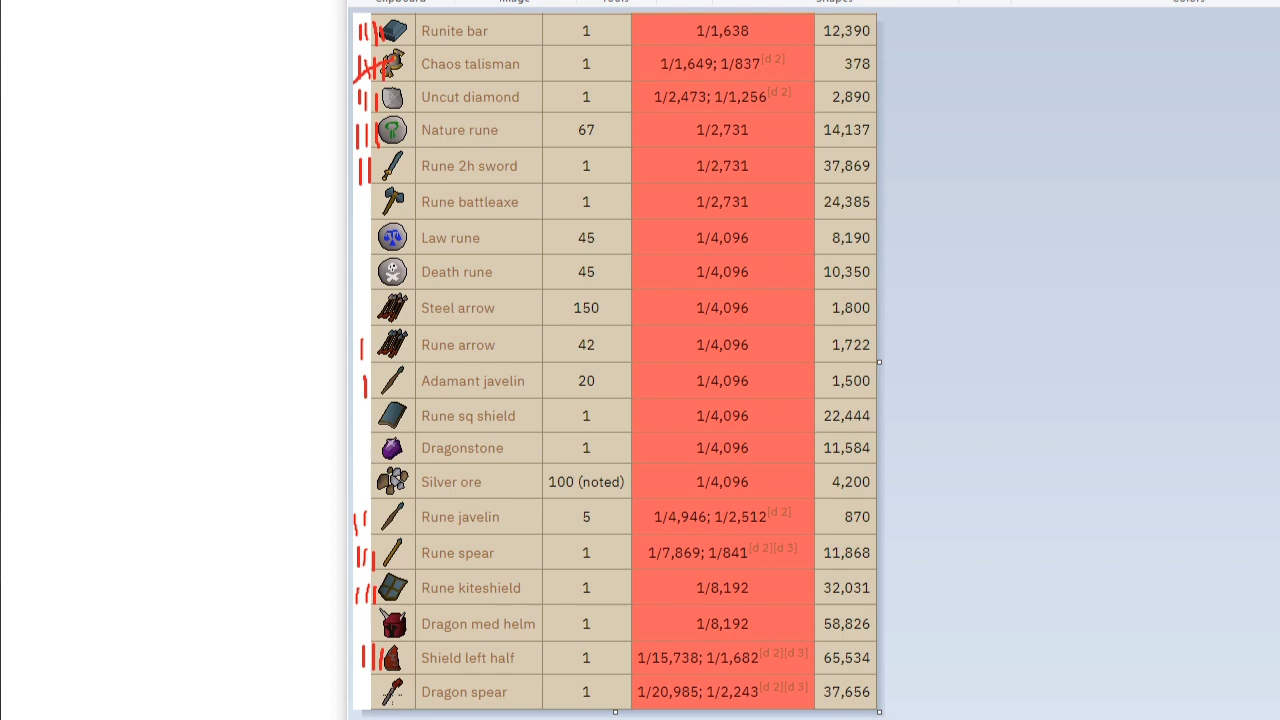 Clipboard Image Tools Shapes Colors
Runite bar 1 1/1,638 12,390
Chaos talisman 1 1/1,649; 1/837[d 2] 378
Uncut diamond 1 1/2,473; 1/1,256[d 2] 2,890
Nature rune 67 1/2,731 14,137
Rune 2h sword 1 1/2,731 37,869
Rune battleaxe 1 1/2,731 24,385
Law rune 45 1/4,096 8,190
Death rune 45 1/4,096 10,350
Steel arrow 150 1/4,096 1,800
Rune arrow 42 1/4,096 1,722
Adamant javelin 20 1/4,096 1,500
Rune sq shield 1 1/4,096 22,444
Dragonstone 1 1/4,096 11,584
Silver ore 100 (noted) 1/4,096 4,200
Rune javelin 5 1/4,946; 1/2,512[d 2] 870
Rune spear 1 1/7,869; 1/841[d 2][d 3] 11,868
Rune kiteshield 1 1/8,192 32,031
Dragon med helm 1 1/8,192 58,826
Shield left half 1 1/15,738; 1/1,682[d 2][d 3] 65,534
Dragon spear 1 1/20,985; 1/2,243[d 2][d 3] 37,656